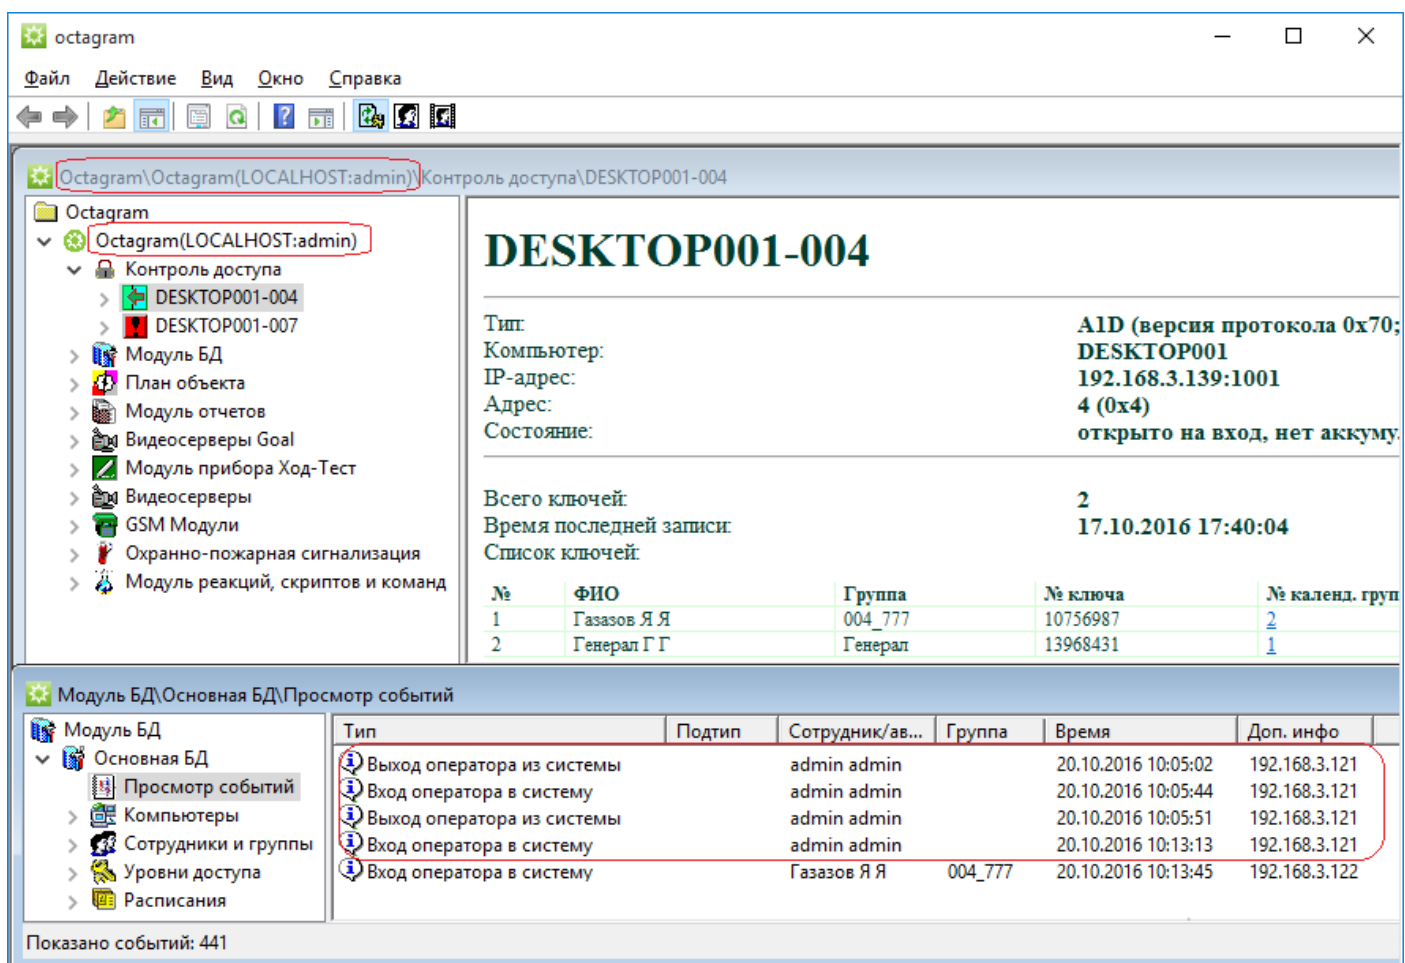 octagram
Файл Действие Вид Окно Справка
Octagram\Octagram(LOCALHOST:admin)\Контроль доступа\DESKTOP001-004
Octagram
Octagram(LOCALHOST:admin)
Контроль доступа
DESKTOP001-004
DESKTOP001-007
Модуль БД
План объекта
Модуль отчетов
Видеосерверы Goal
Модуль прибора Ход-Тест
Видеосерверы
GSM Модули
Охранно-пожарная сигнализация
Модуль реакций, скриптов и команд
DESKTOP001-004
Тип: A1D (версия протокола 0x70;
Компьютер: DESKTOP001
IP-адрес: 192.168.3.139:1001
Адрес: 4 (0x4)
Состояние: открыто на вход, нет аккуму.
Всего ключей: 2
Время последней записи: 17.10.2016 17:40:04
Список ключей:
№ ФИО Группа № ключа № календ. груп
1 Газазов Я Я 004_777 10756987 2
2 Генерал Г Г Генерал 13968431 1
Модуль БД\Основная БД\Просмотр событий
Модуль БД
Основная БД
Просмотр событий
Компьютеры
Сотрудники и группы
Уровни доступа
Расписания
Тип Подтип Сотрудник/ав... Группа Время Доп. инфо
Выход оператора из системы admin admin 20.10.2016 10:05:02 192.168.3.121
Вход оператора в систему admin admin 20.10.2016 10:05:44 192.168.3.121
Выход оператора из системы admin admin 20.10.2016 10:05:51 192.168.3.121
Вход оператора в систему admin admin 20.10.2016 10:13:13 192.168.3.121
Вход оператора в систему Газазов Я Я 004_777 20.10.2016 10:13:45 192.168.3.122
Показано событий: 441